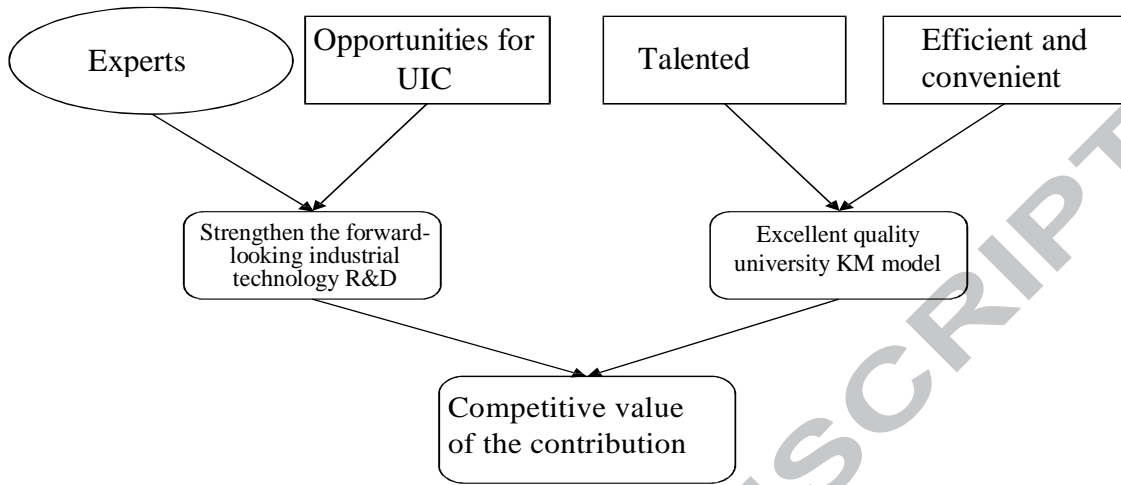 Experts
Opportunities for
UIC
Talented
Efficient and
convenient
Strengthen the forward-
looking industrial
technology R&D
Excellent quality
university KM model
Competitive value
of the contribution
SCRIPT